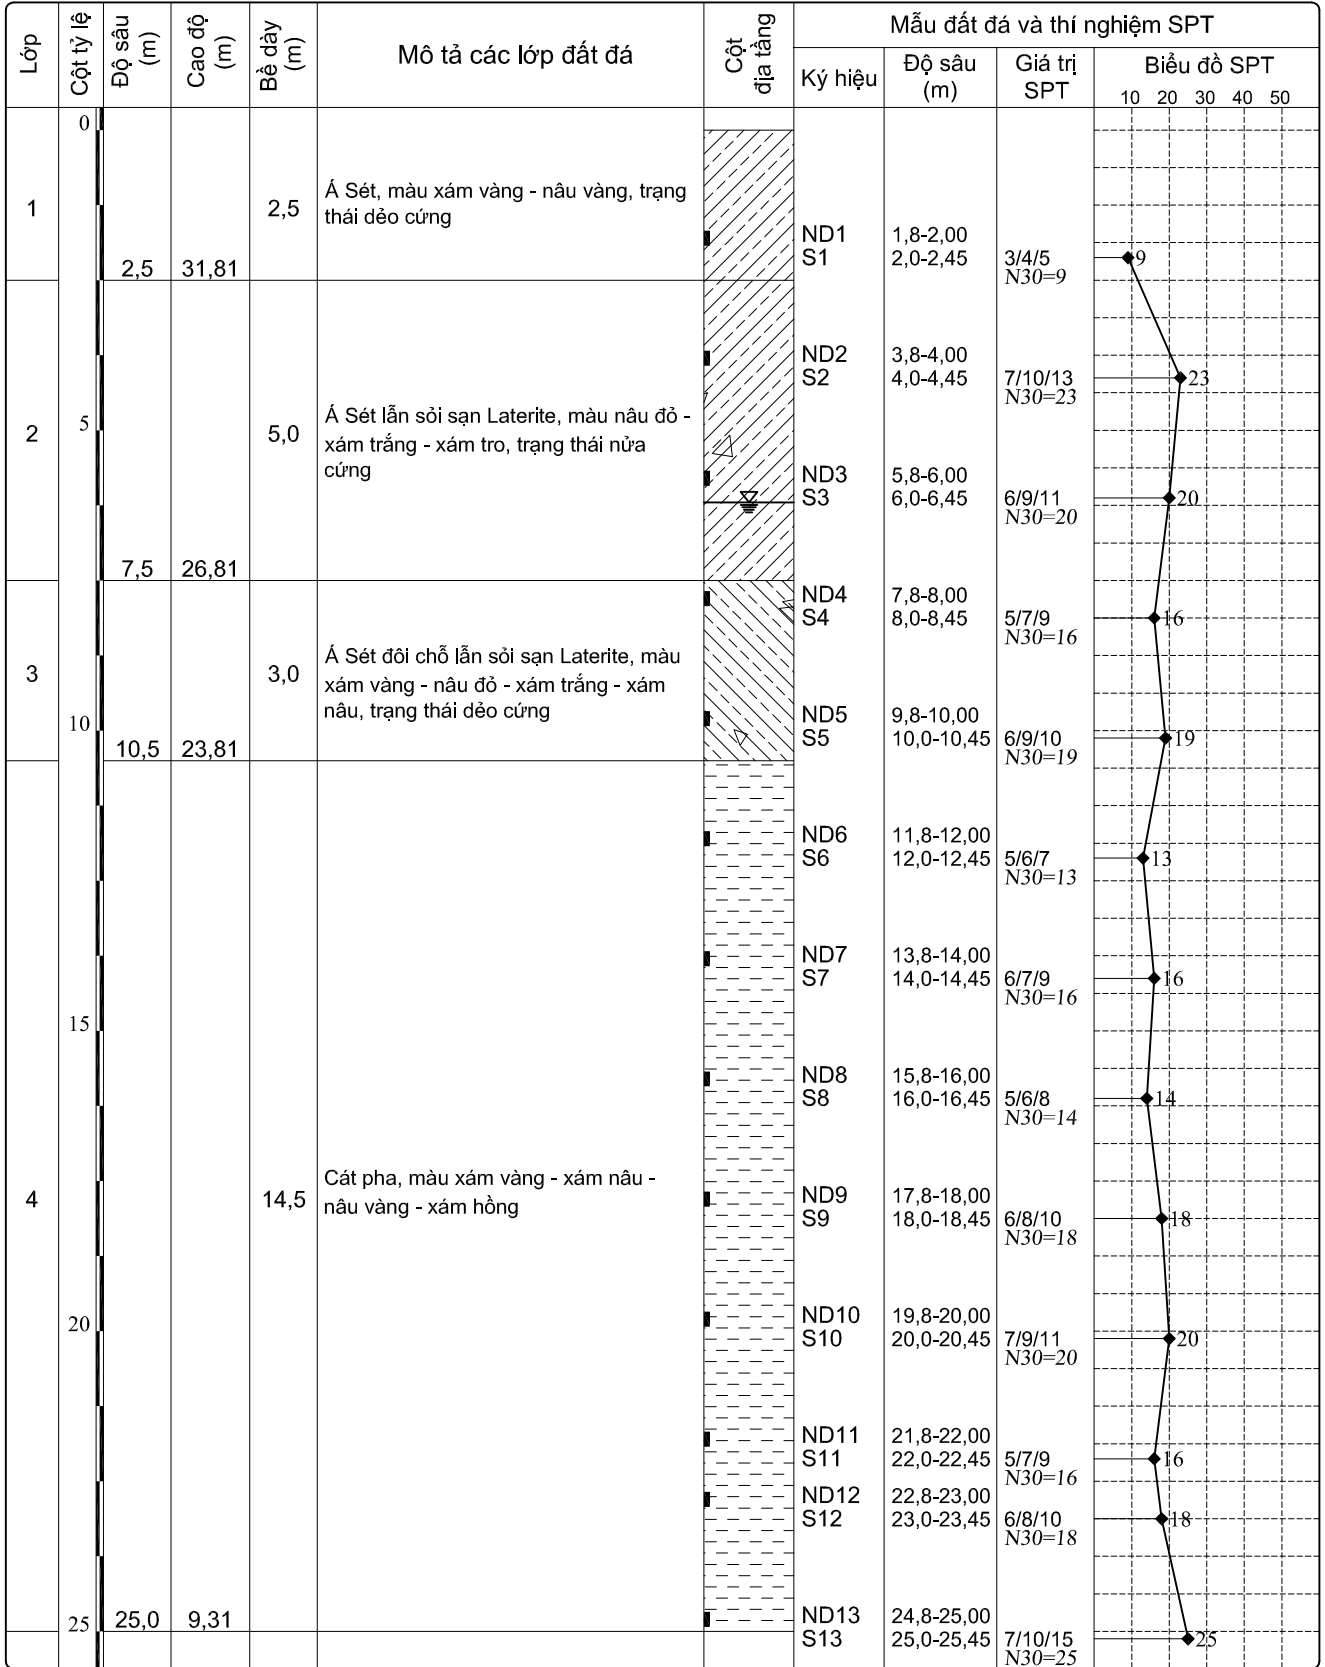 Lớp
Cột tỷ lệ
Độ sâu (m)
Cao độ (m)
Bề dày (m)
Mô tả các lớp đất đá
Cột địa tầng
Mẫu đất đá và thí nghiệm SPT
Ký hiệu
Độ sâu (m)
Giá trị SPT
Biểu đồ SPT
10 20 30 40 50
0
1
2,5
Á Sét, màu xám vàng - nâu vàng, trạng
thái dẻo cứng
2,5 31,81
ND1 1,8-2,00
S1 2,0-2,45 3/4/5 9
N30=9
ND2 3,8-4,00
S2 4,0-4,45 7/10/13 23
N30=23
5
2
5,0
Á Sét lẫn sỏi sạn Laterite, màu nâu đỏ -
xám trắng - xám tro, trạng thái nửa
cứng
ND3 5,8-6,00
S3 6,0-6,45 6/9/11 20
N30=20
7,5 26,81
ND4 7,8-8,00
S4 8,0-8,45 5/7/9 16
N30=16
3
3,0
Á Sét đôi chỗ lẫn sỏi sạn Laterite, màu
xám vàng - nâu đỏ - xám trắng - xám
nâu, trạng thái dẻo cứng
10
10,5 23,81
ND5 9,8-10,00
S5 10,0-10,45 6/9/10 19
N30=19
ND6 11,8-12,00
S6 12,0-12,45 5/6/7 13
N30=13
ND7 13,8-14,00
S7 14,0-14,45 6/7/9 16
N30=16
15
ND8 15,8-16,00
S8 16,0-16,45 5/6/8 14
N30=14
4
14,5
Cát pha, màu xám vàng - xám nâu -
nâu vàng - xám hồng
ND9 17,8-18,00
S9 18,0-18,45 6/8/10 18
N30=18
20
ND10 19,8-20,00
S10 20,0-20,45 7/9/11 20
N30=20
ND11 21,8-22,00
S11 22,0-22,45 5/7/9 16
N30=16
ND12 22,8-23,00
S12 23,0-23,45 6/8/10 18
N30=18
25 25,0 9,31
ND13 24,8-25,00
S13 25,0-25,45 7/10/15 25
N30=25